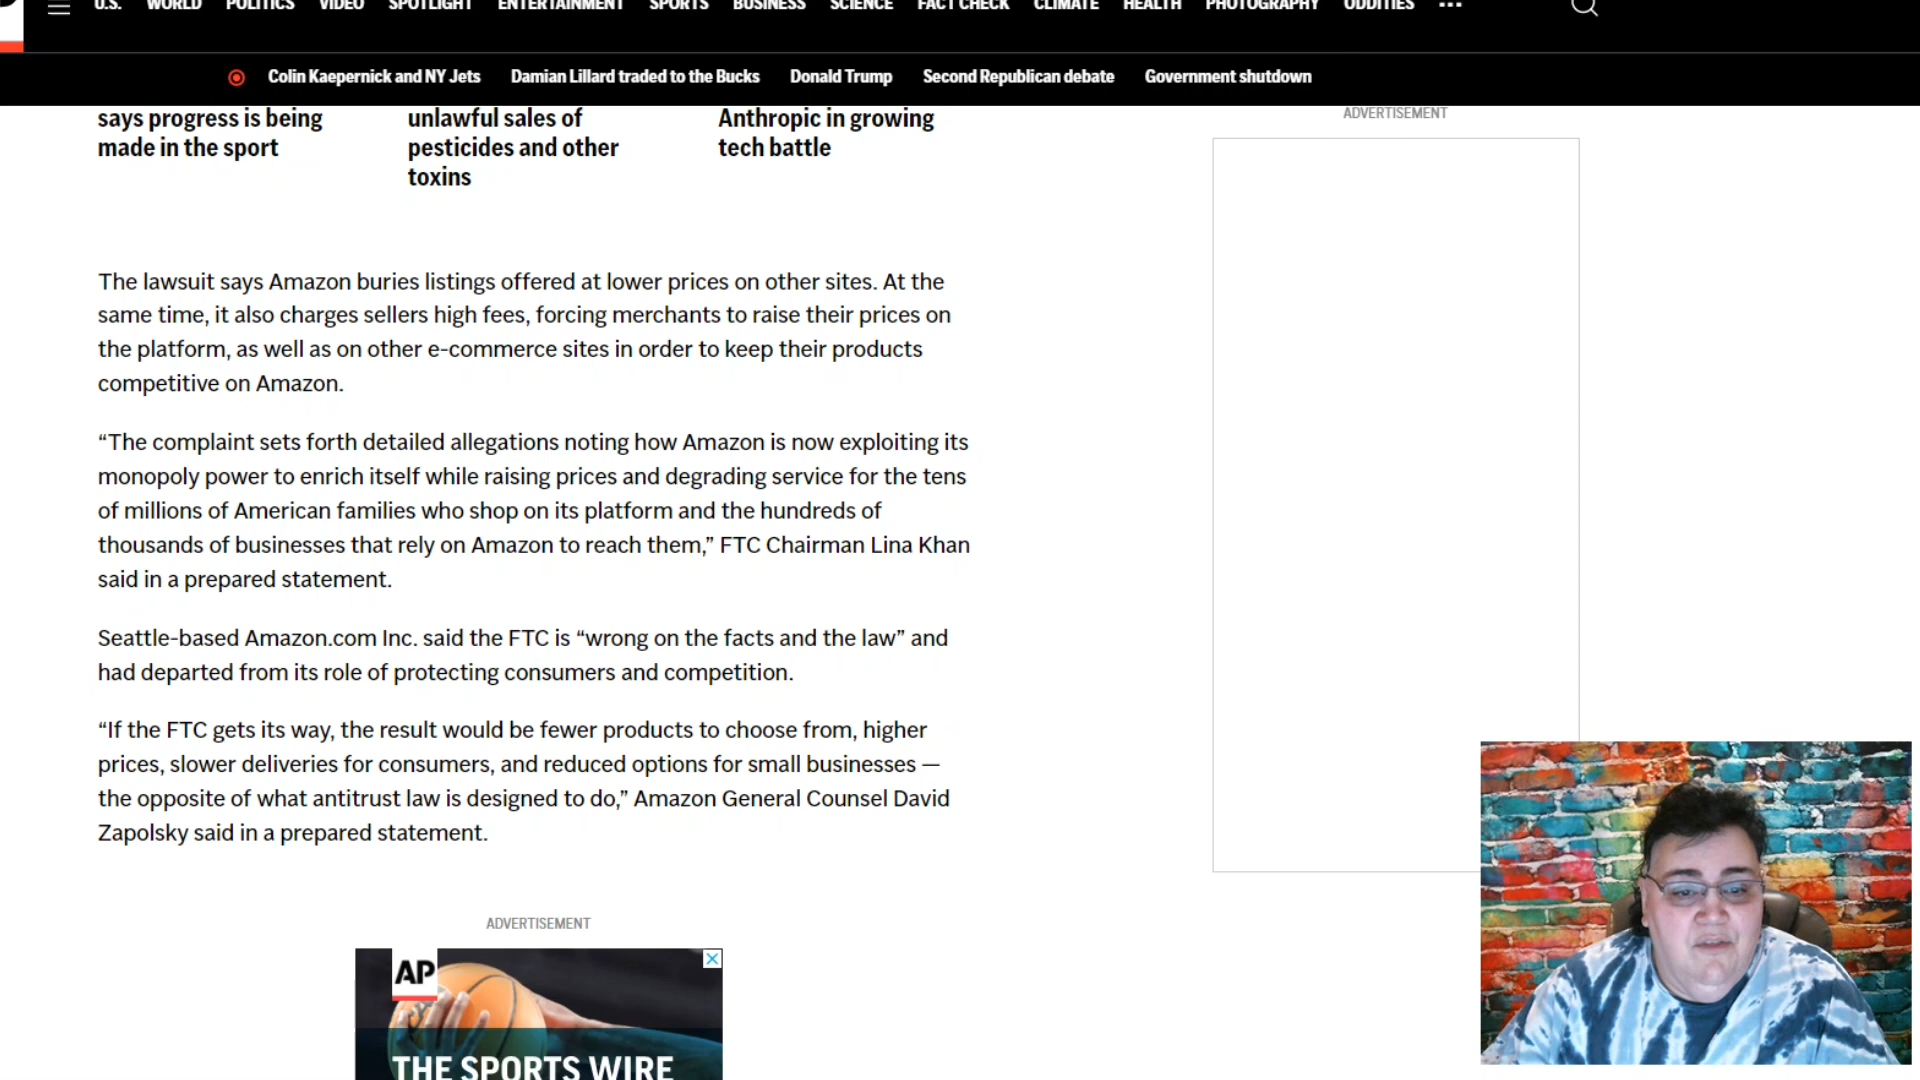 U.S. WORLD POLITICS VIDEO SPOTLIGHT ENTERTAINMENT SPORTS BUSINESS SCIENCE FACT CHECK CLIMATE HEALTH PHOTOGRAPHY ODDITIES
Colin Kaepernick and NY Jets Damian Lillard traded to the Bucks Donald Trump Second Republican debate Government shutdown
says progress is being
made in the sport
unlawful sales of
pesticides and other
toxins
Anthropic in growing
tech battle
ADVERTISEMENT
The lawsuit says Amazon buries listings offered at lower prices on other sites. At the
same time, it also charges sellers high fees, forcing merchants to raise their prices on
the platform, as well as on other e-commerce sites in order to keep their products
competitive on Amazon.
“The complaint sets forth detailed allegations noting how Amazon is now exploiting its
monopoly power to enrich itself while raising prices and degrading service for the tens
of millions of American families who shop on its platform and the hundreds of
thousands of businesses that rely on Amazon to reach them,” FTC Chairman Lina Khan
said in a prepared statement.
Seattle-based Amazon.com Inc. said the FTC is “wrong on the facts and the law” and
had departed from its role of protecting consumers and competition.
“If the FTC gets its way, the result would be fewer products to choose from, higher
prices, slower deliveries for consumers, and reduced options for small businesses —
the opposite of what antitrust law is designed to do,” Amazon General Counsel David
Zapolsky said in a prepared statement.
ADVERTISEMENT
AP
THE SPORTS WIRE